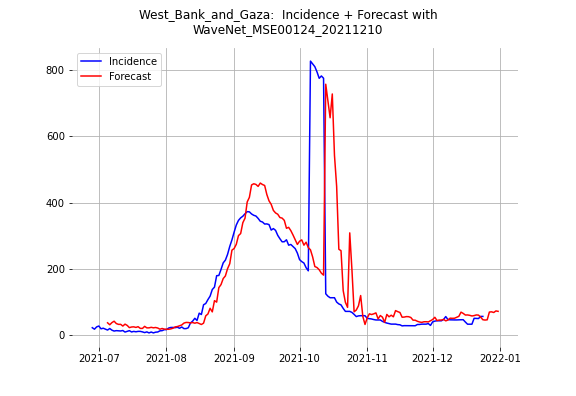 West_Bank_and_Gaza:  Incidence + Forecast with
WaveNet_MSE00124_20211210
Incidence
Forecast
800
600
400
200
0
2021-07 2021-08 2021-09 2021-10 2021-11 2021-12 2022-01